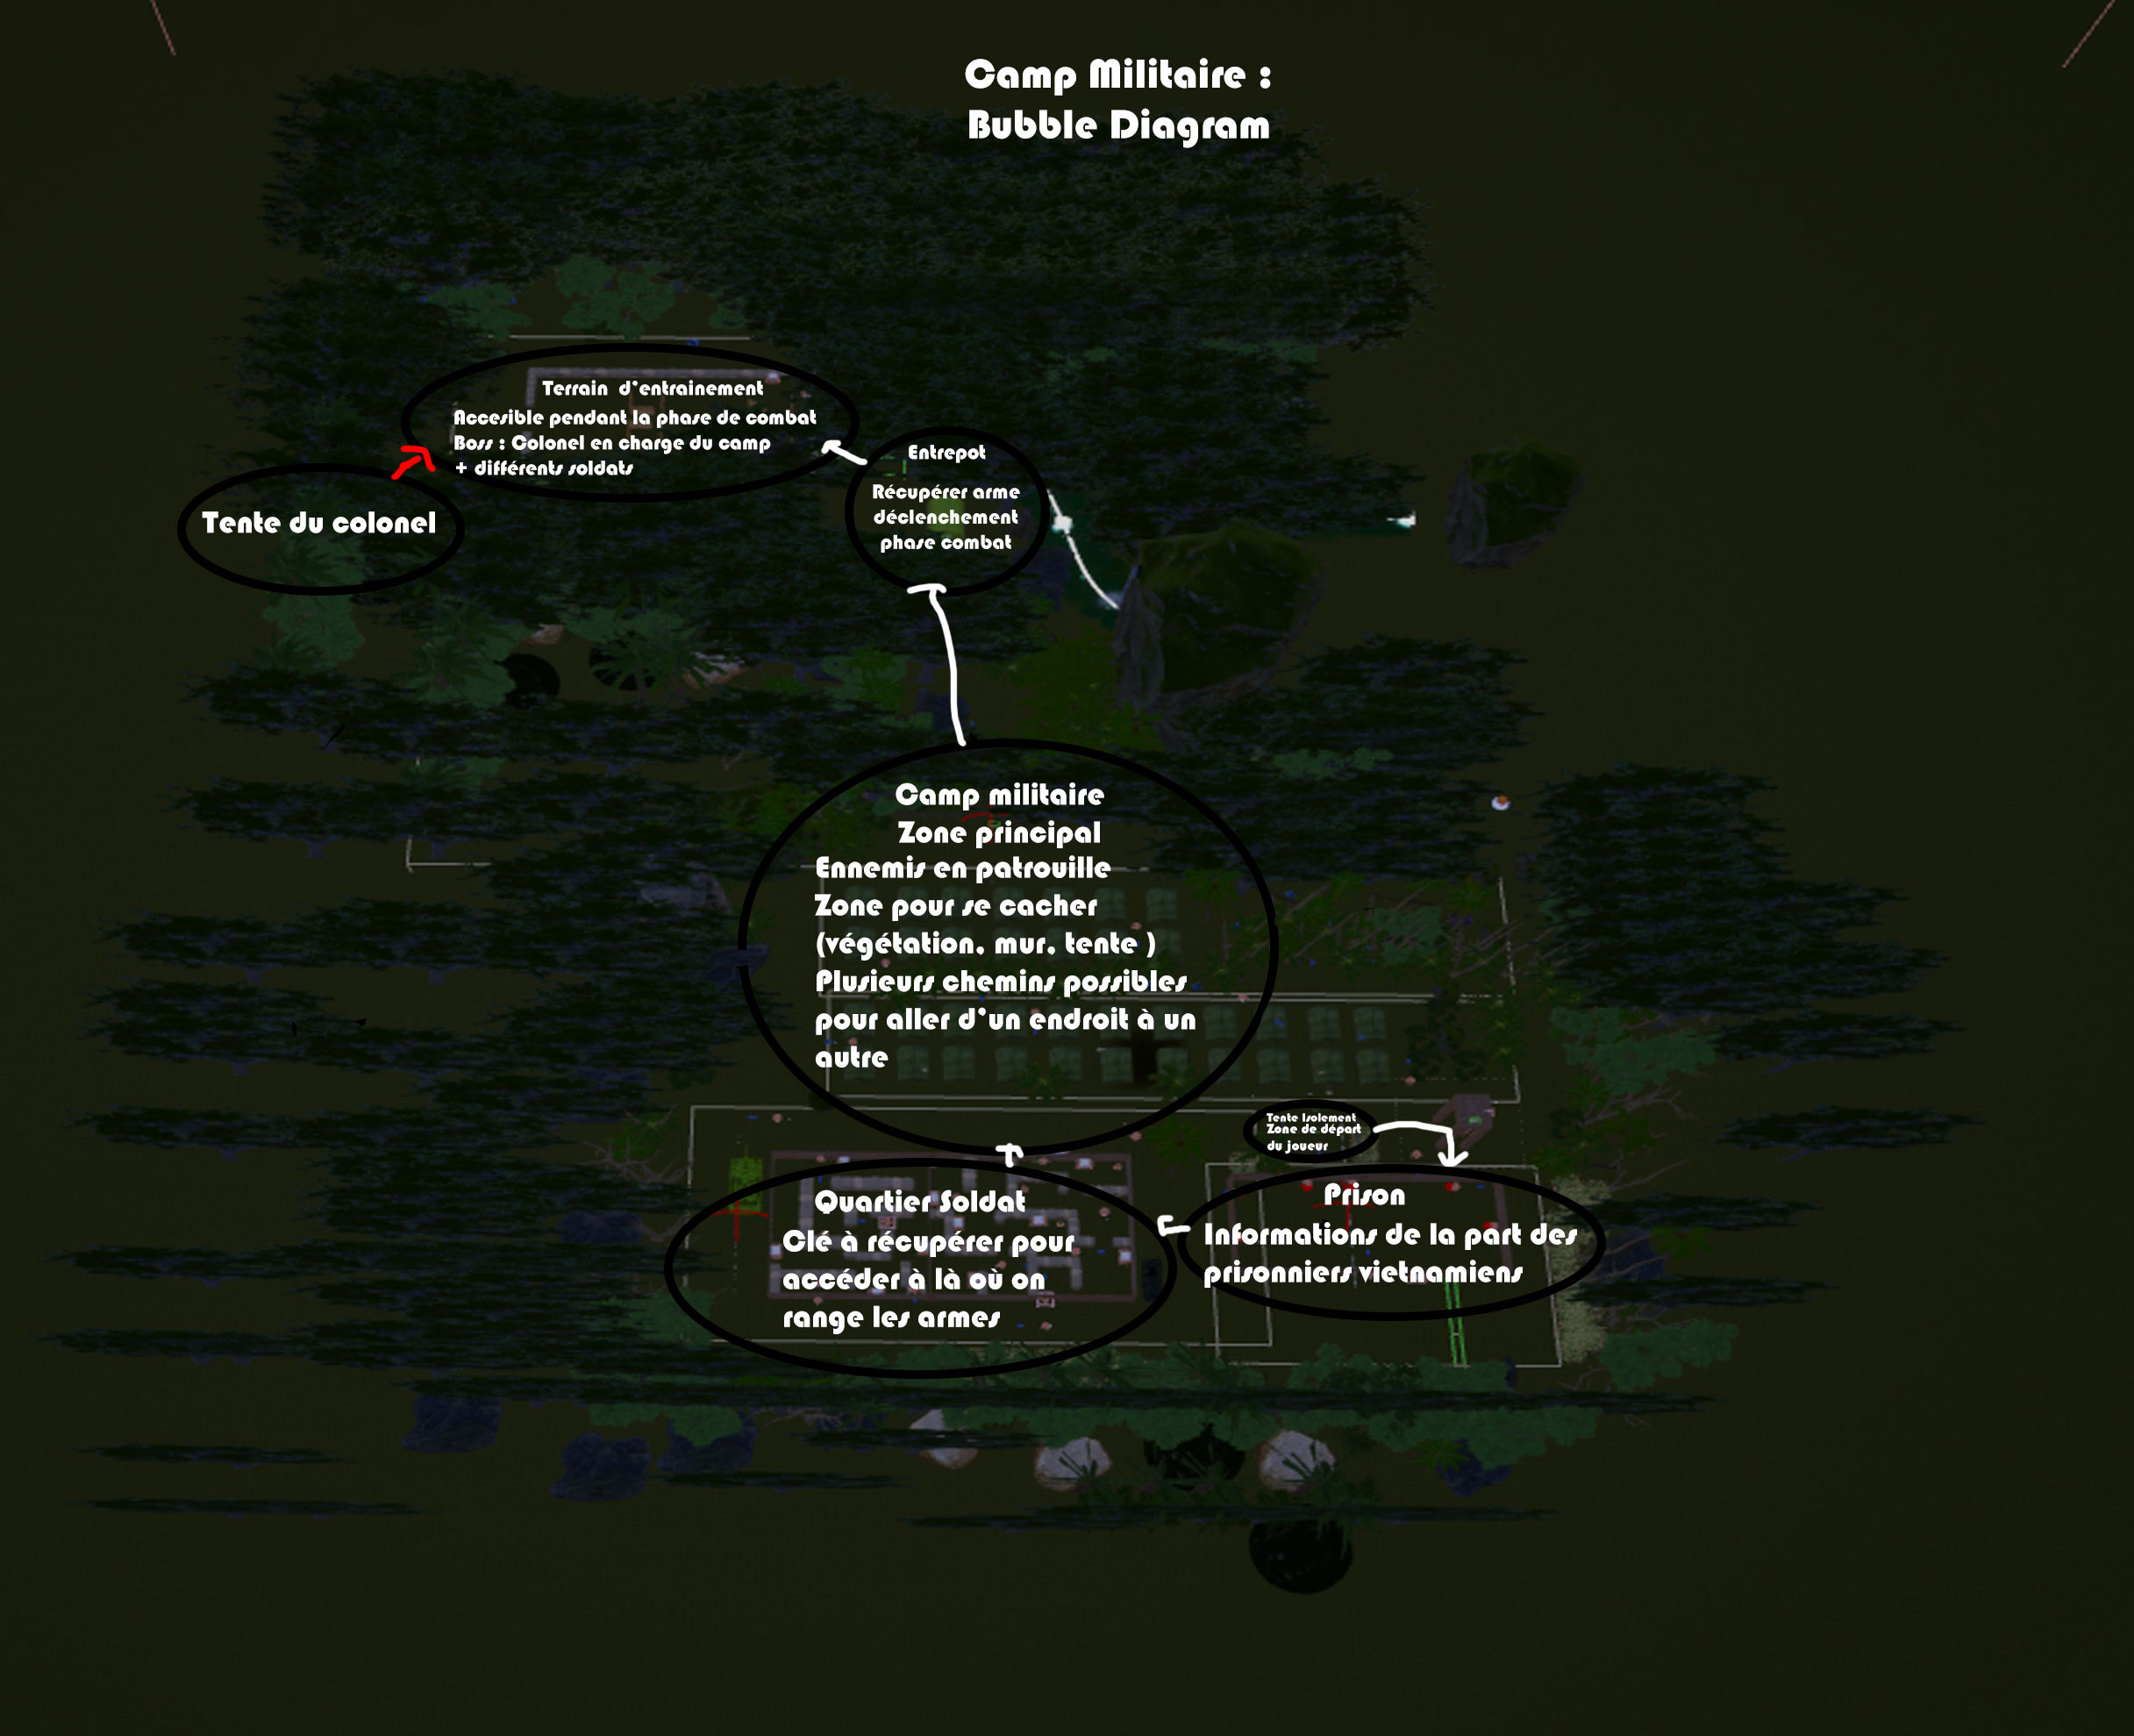 Camp Militaire :
Bubble Diagram
Terrain d'entrainement
Accesible pendant la phase de combat
Boss : Colonel en charge du camp
+ différents soldats
Tente du colonel
Entrepot
Récupérer arme
déclenchement
phase combat
Camp militaire
Zone principal
Ennemis en patrouille
Zone pour se cacher
(végétation, mur, tente )
Plusieurs chemins possibles
pour aller d'un endroit à un
autre
Tente Isolement
Zone de départ
du joueur
Prison
Informations de la part des
prisonniers vietnamiens
Quartier Soldat
Clé à récupérer pour
accéder à là où on
range les armes